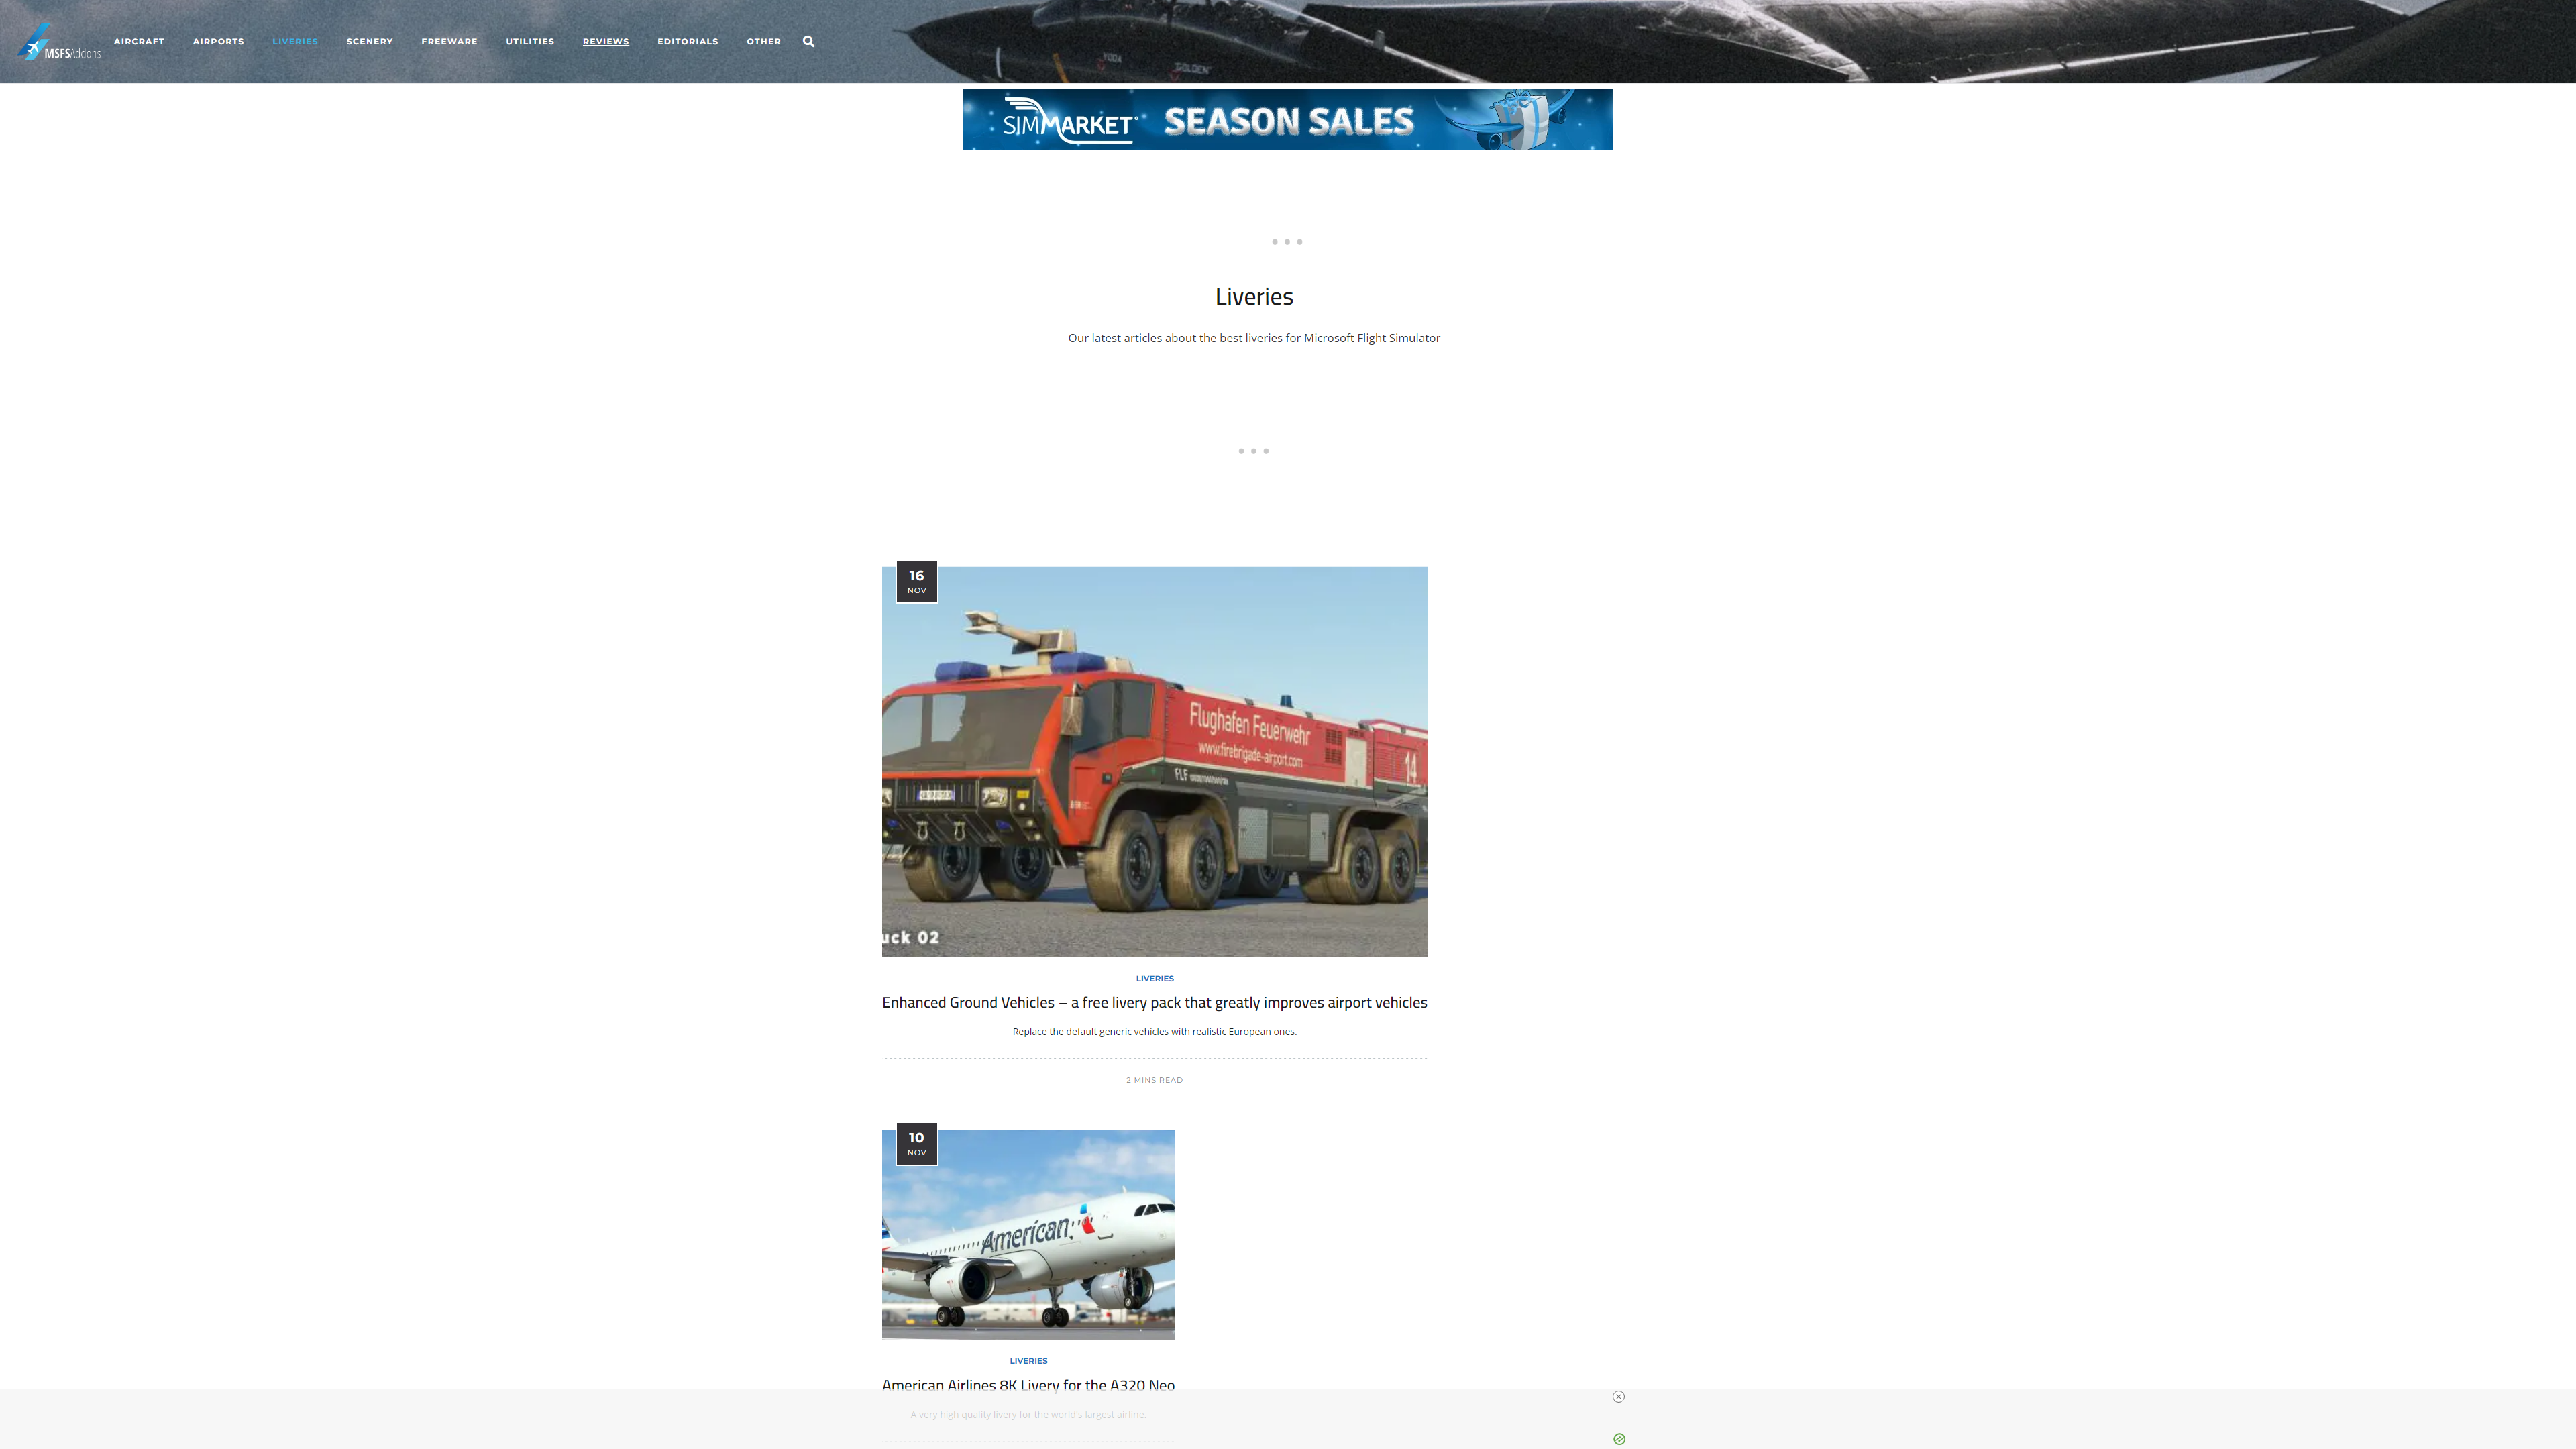 MSFSAddons
AIRCRAFT
AIRPORTS
LIVERIES
SCENERY
FREEWARE
UTILITIES
REVIEWS
EDITORIALS
OTHER
SIMMARKET SEASON SALES
Liveries
Our latest articles about the best liveries for Microsoft Flight Simulator
16
NOV
Flughafen Feuerwehr
www.firebrigade-airport.com
FLF
14
uck 02
LIVERIES
Enhanced Ground Vehicles – a free livery pack that greatly improves airport vehicles
Replace the default generic vehicles with realistic European ones.
2 MINS READ
10
NOV
American
LIVERIES
American Airlines 8K Livery for the A320 Neo
A very high quality livery for the world's largest airline.